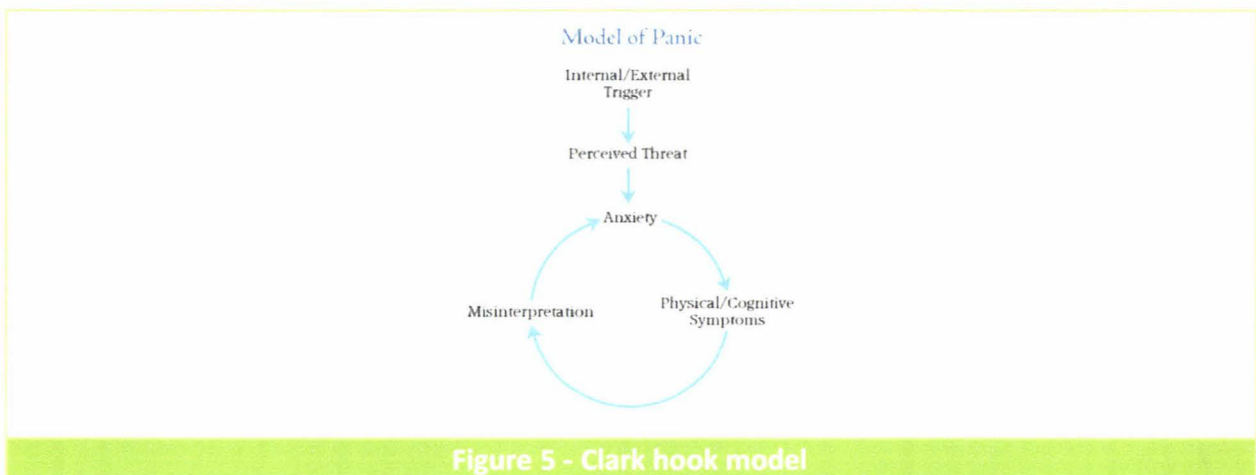 Model of Panic
Internal/External
Trigger
Perceived Threat
Anxiety
Misinterpretation
Physical/Cognitive
Symptoms
Figure 5 - Clark hook model